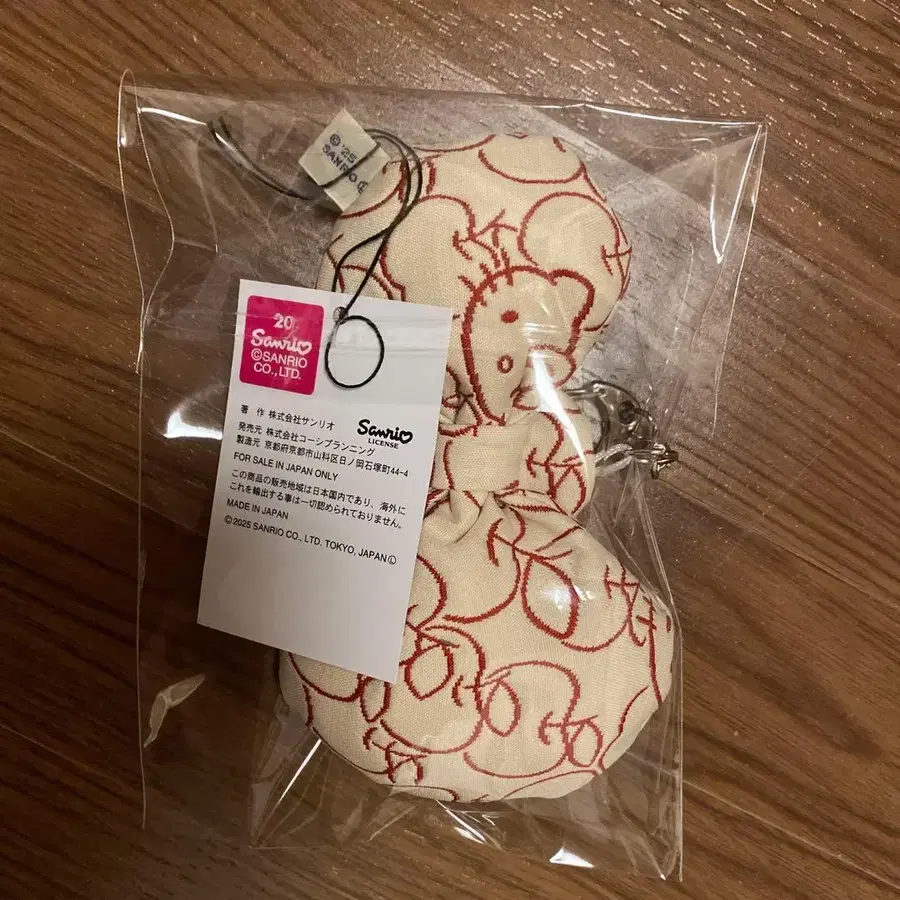 © '25
SANRIO Ⓛ
20
Sanrio
©SANRIO
CO., LTD.
著 作 株式会社サンリオ
発売元 株式会社コーシプランニング
製造元 京都府京都市山科区日ノ岡石塚町44-4
Sanrio
LICENSE
FOR SALE IN JAPAN ONLY
この商品の販売地域は日本国内であり、海外に
これを輸出する事は一切認められておりません。
MADE IN JAPAN
©2025 SANRIO CO., LTD. TOKYO, JAPAN Ⓛ